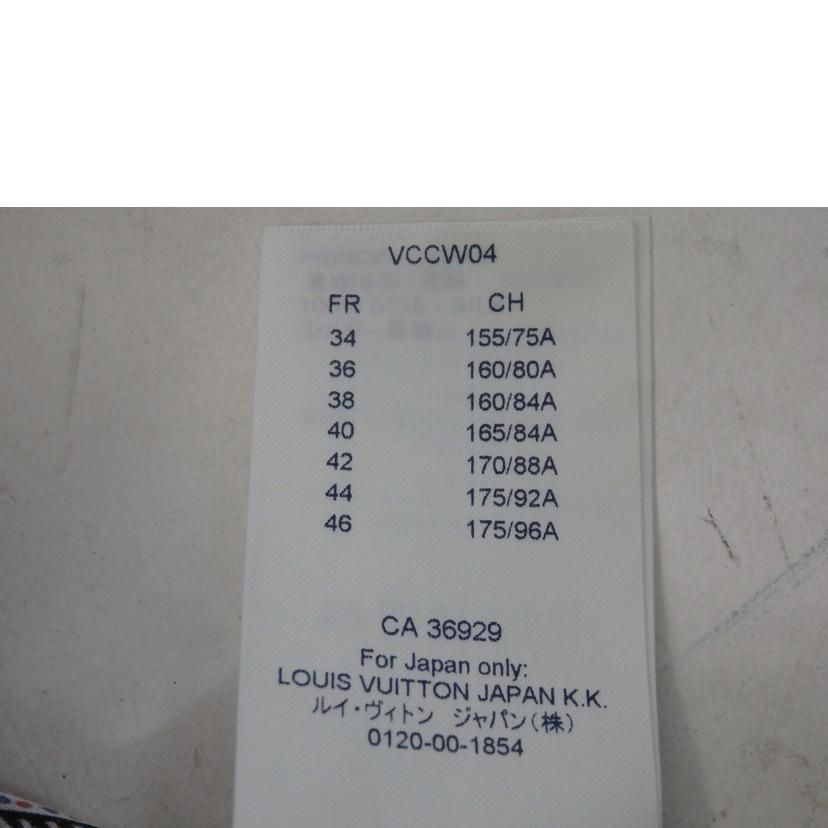 VCCW04
FR CH
34 155/75A
36 160/80A
38 160/84A
40 165/84A
42 170/88A
44 175/92A
46 175/96A
CA 36929
For Japan only:
LOUIS VUITTON JAPAN K.K.
ルイ・ヴィトン ジャパン(株)
0120-00-1854